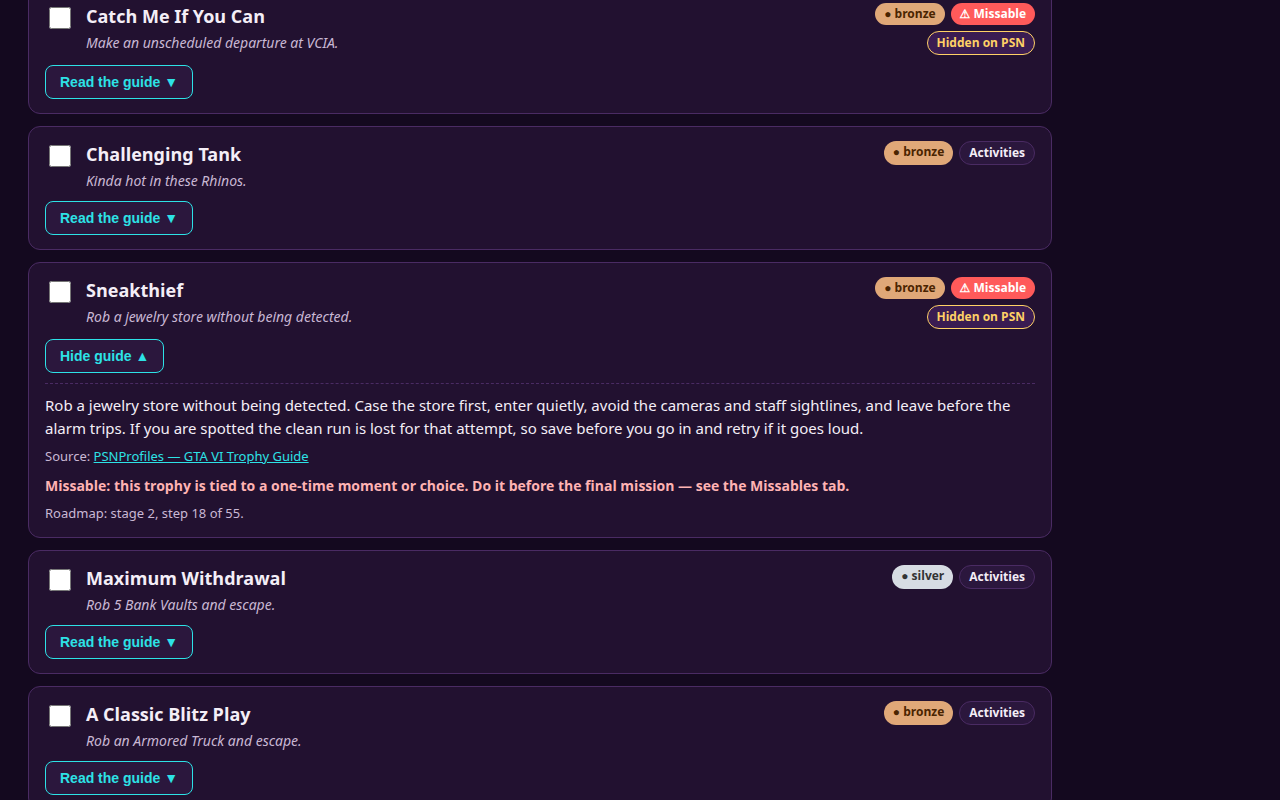 Catch Me If You Can
● bronze
⚠ Missable
Make an unscheduled departure at VCIA.
Hidden on PSN
Read the guide ▼
Challenging Tank
● bronze
Activities
Kinda hot in these Rhinos.
Read the guide ▼
Sneakthief
● bronze
⚠ Missable
Rob a jewelry store without being detected.
Hidden on PSN
Hide guide ▲
Rob a jewelry store without being detected. Case the store first, enter quietly, avoid the cameras and staff sightlines, and leave before the
alarm trips. If you are spotted the clean run is lost for that attempt, so save before you go in and retry if it goes loud.
Source: PSNProfiles — GTA VI Trophy Guide
Missable: this trophy is tied to a one-time moment or choice. Do it before the final mission — see the Missables tab.
Roadmap: stage 2, step 18 of 55.
Maximum Withdrawal
● silver
Activities
Rob 5 Bank Vaults and escape.
Read the guide ▼
A Classic Blitz Play
● bronze
Activities
Rob an Armored Truck and escape.
Read the guide ▼